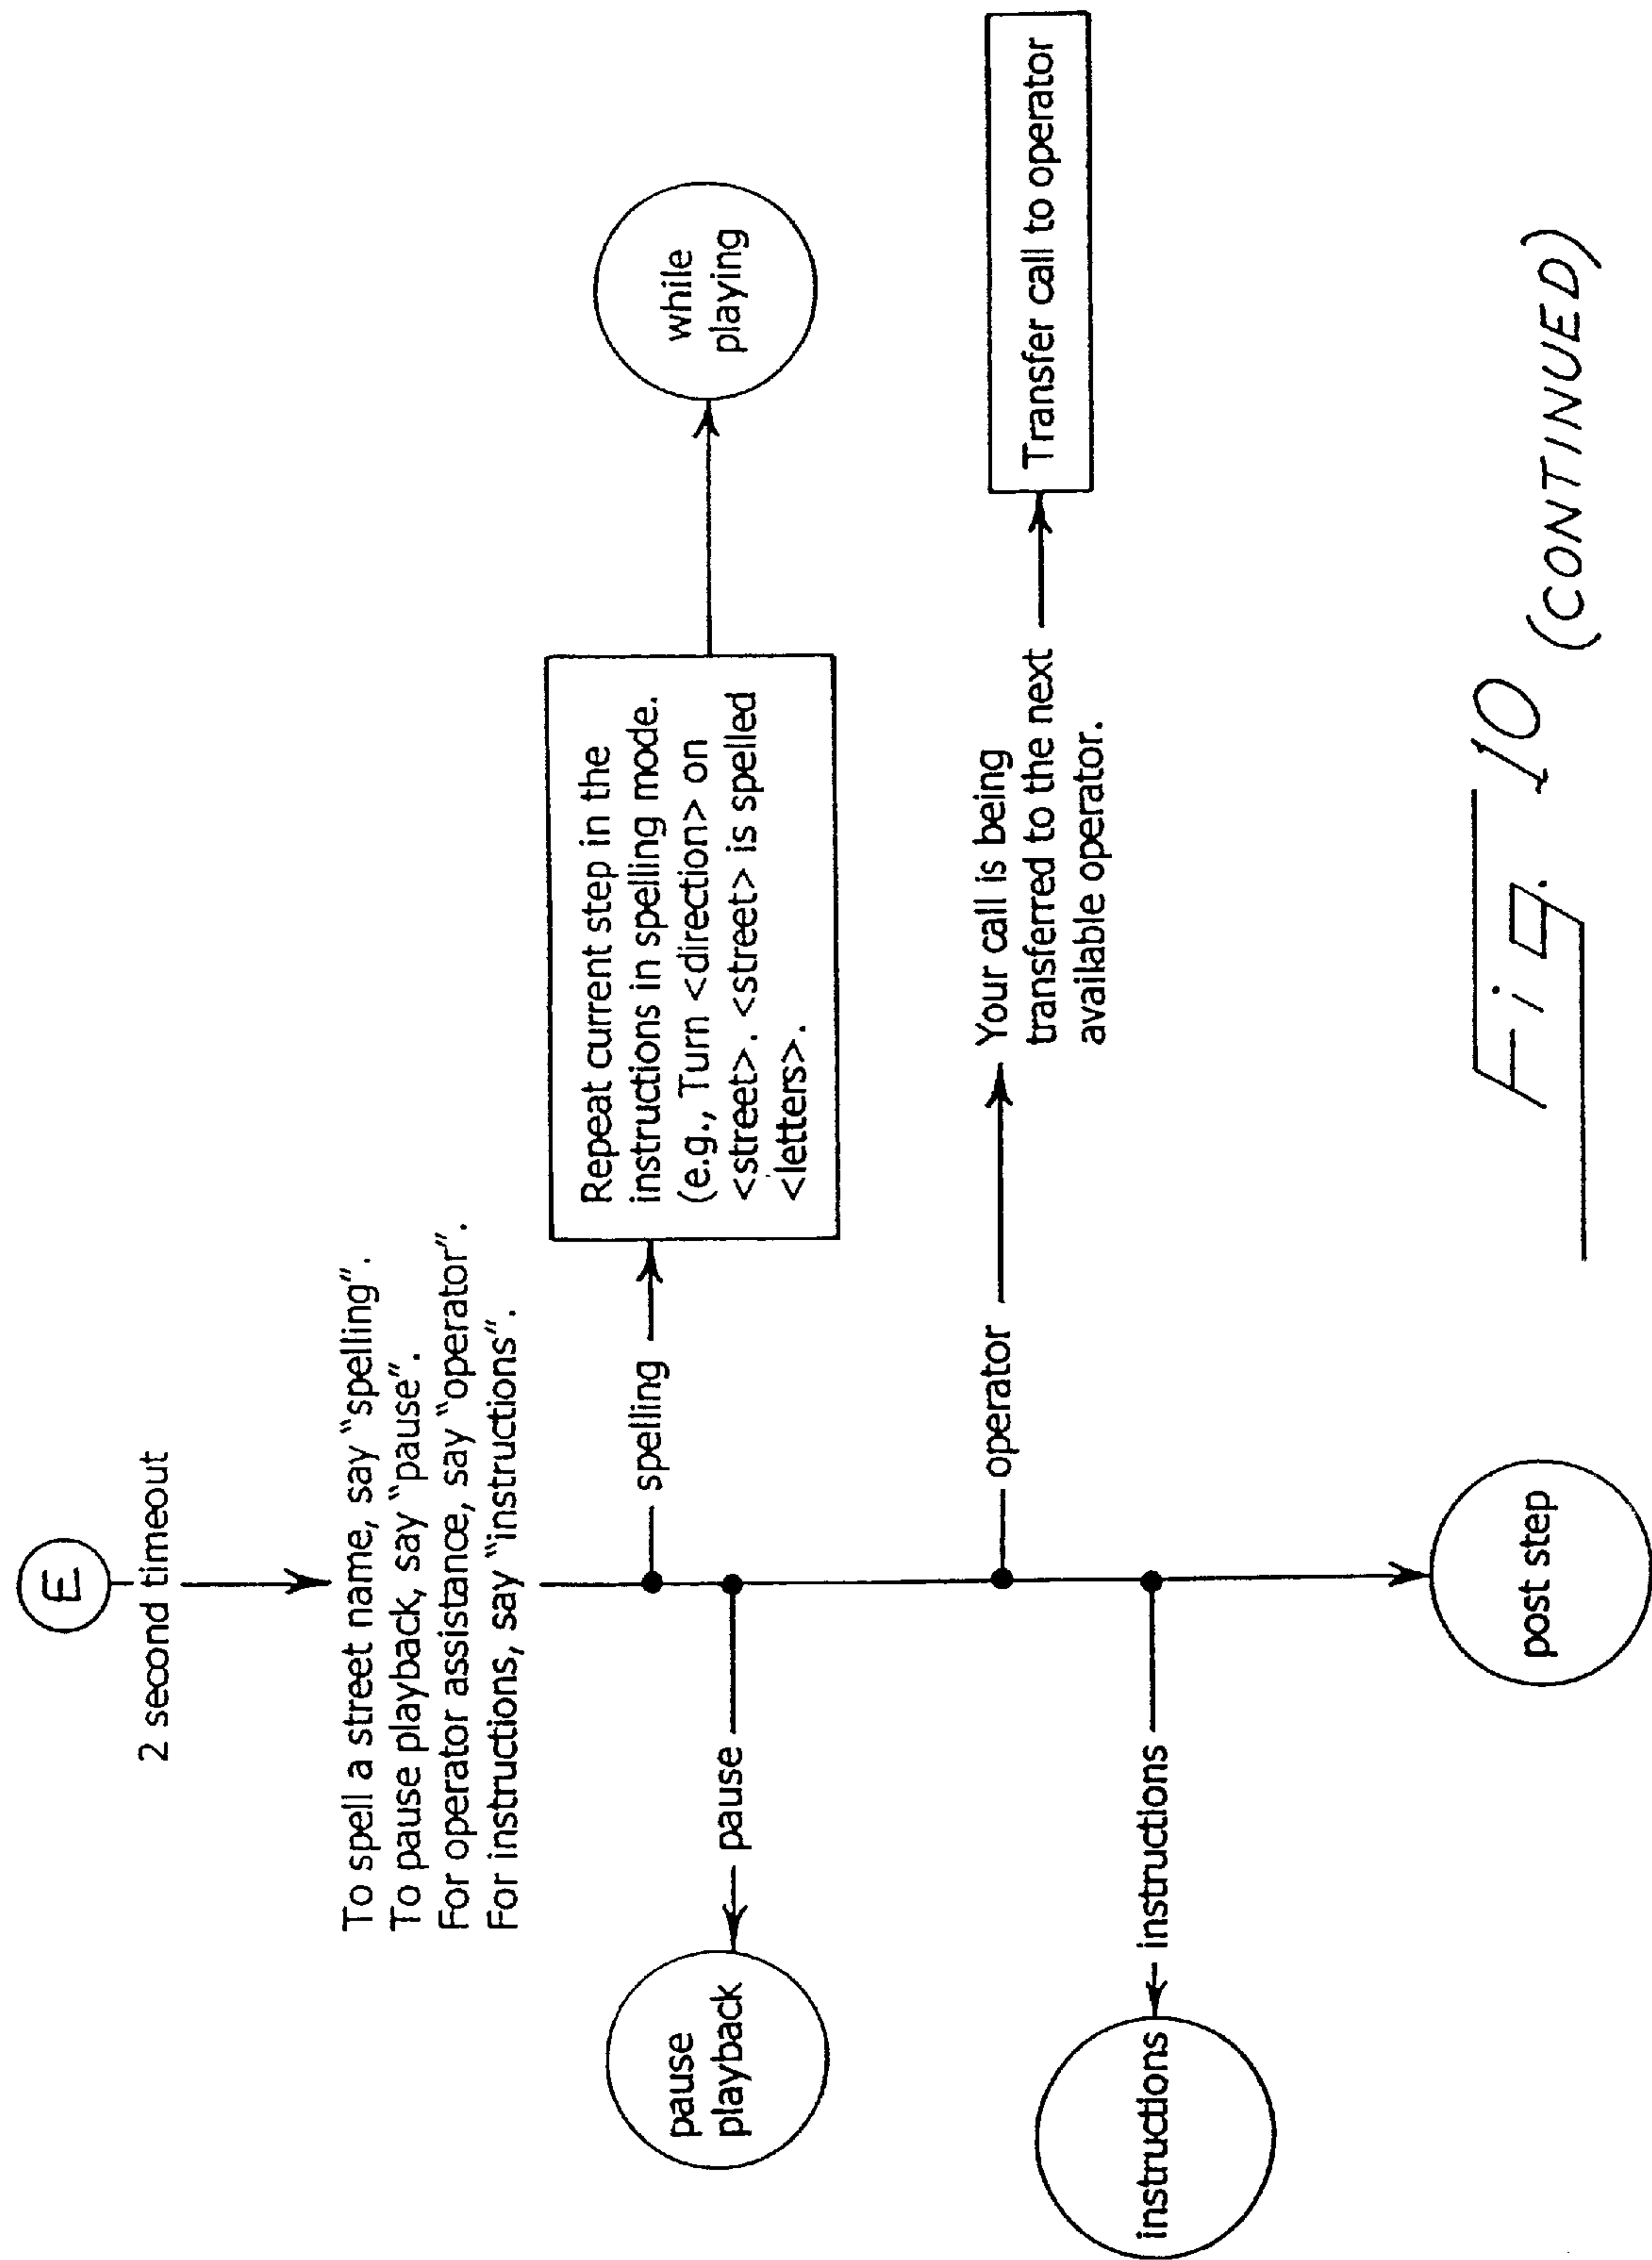 E
2 second timeout
To spell a street name, say “spelling”.
To pause playback, say “pause”.
For operator assistance, say “operator”.
For instructions, say “instructions”.
spelling
Repeat current step in the
instructions in spelling mode.
(e.g., Turn <direction> on
<street>. <street> is spelled
<letters>.
while
playing
pause
pause
playback
operator
Your call is being
transferred to the next
available operator.
Transfer call to operator
instructions
instructions
post step
Fig. 10 (CONTINUED)